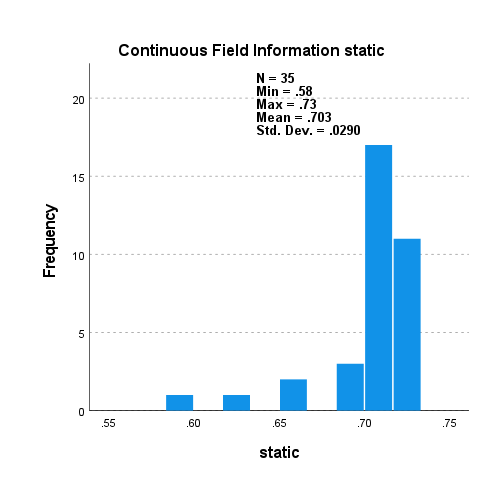 Continuous Field Information static
N = 35
Min = .58
Max = .73
Mean = .703
Std. Dev. = .0290
20
15
10
5
0
Frequency
.55 .60 .65 .70 .75
static